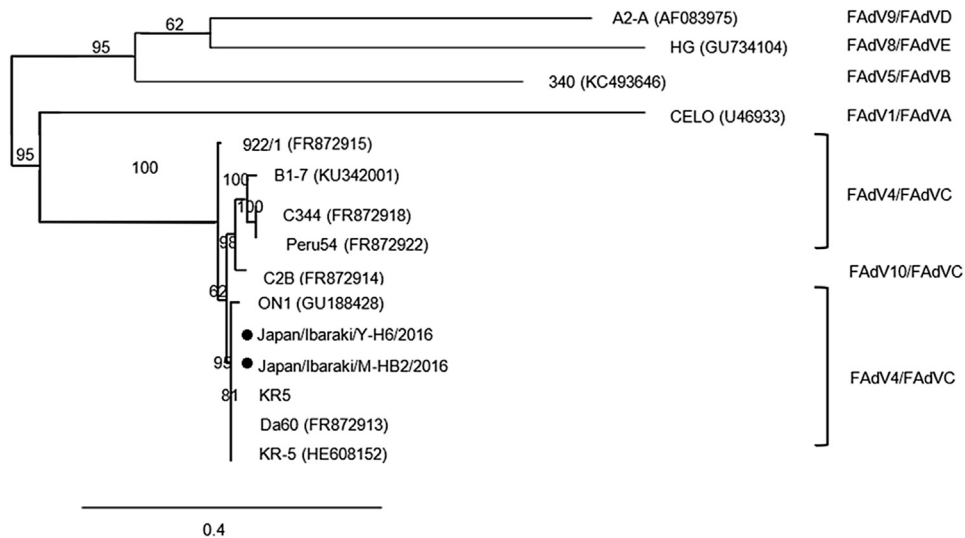 62 A2-A (AF083975) FAdV9/FAdVD
95 HG (GU734104) FAdV8/FAdVE
340 (KC493646) FAdV5/FAdVB
CELO (U46933) FAdV1/FAdVA
95
922/1 (FR872915)
100
100 B1-7 (KU342001)
FAdV4/FAdVC
100 C344 (FR872918)
98 Peru54 (FR872922)
C2B (FR872914) FAdV10/FAdVC
62 ON1 (GU188428)
Japan/Ibaraki/Y-H6/2016
95 Japan/Ibaraki/M-HB2/2016
FAdV4/FAdVC
81 KR5
Da60 (FR872913)
KR-5 (HE608152)
0.4